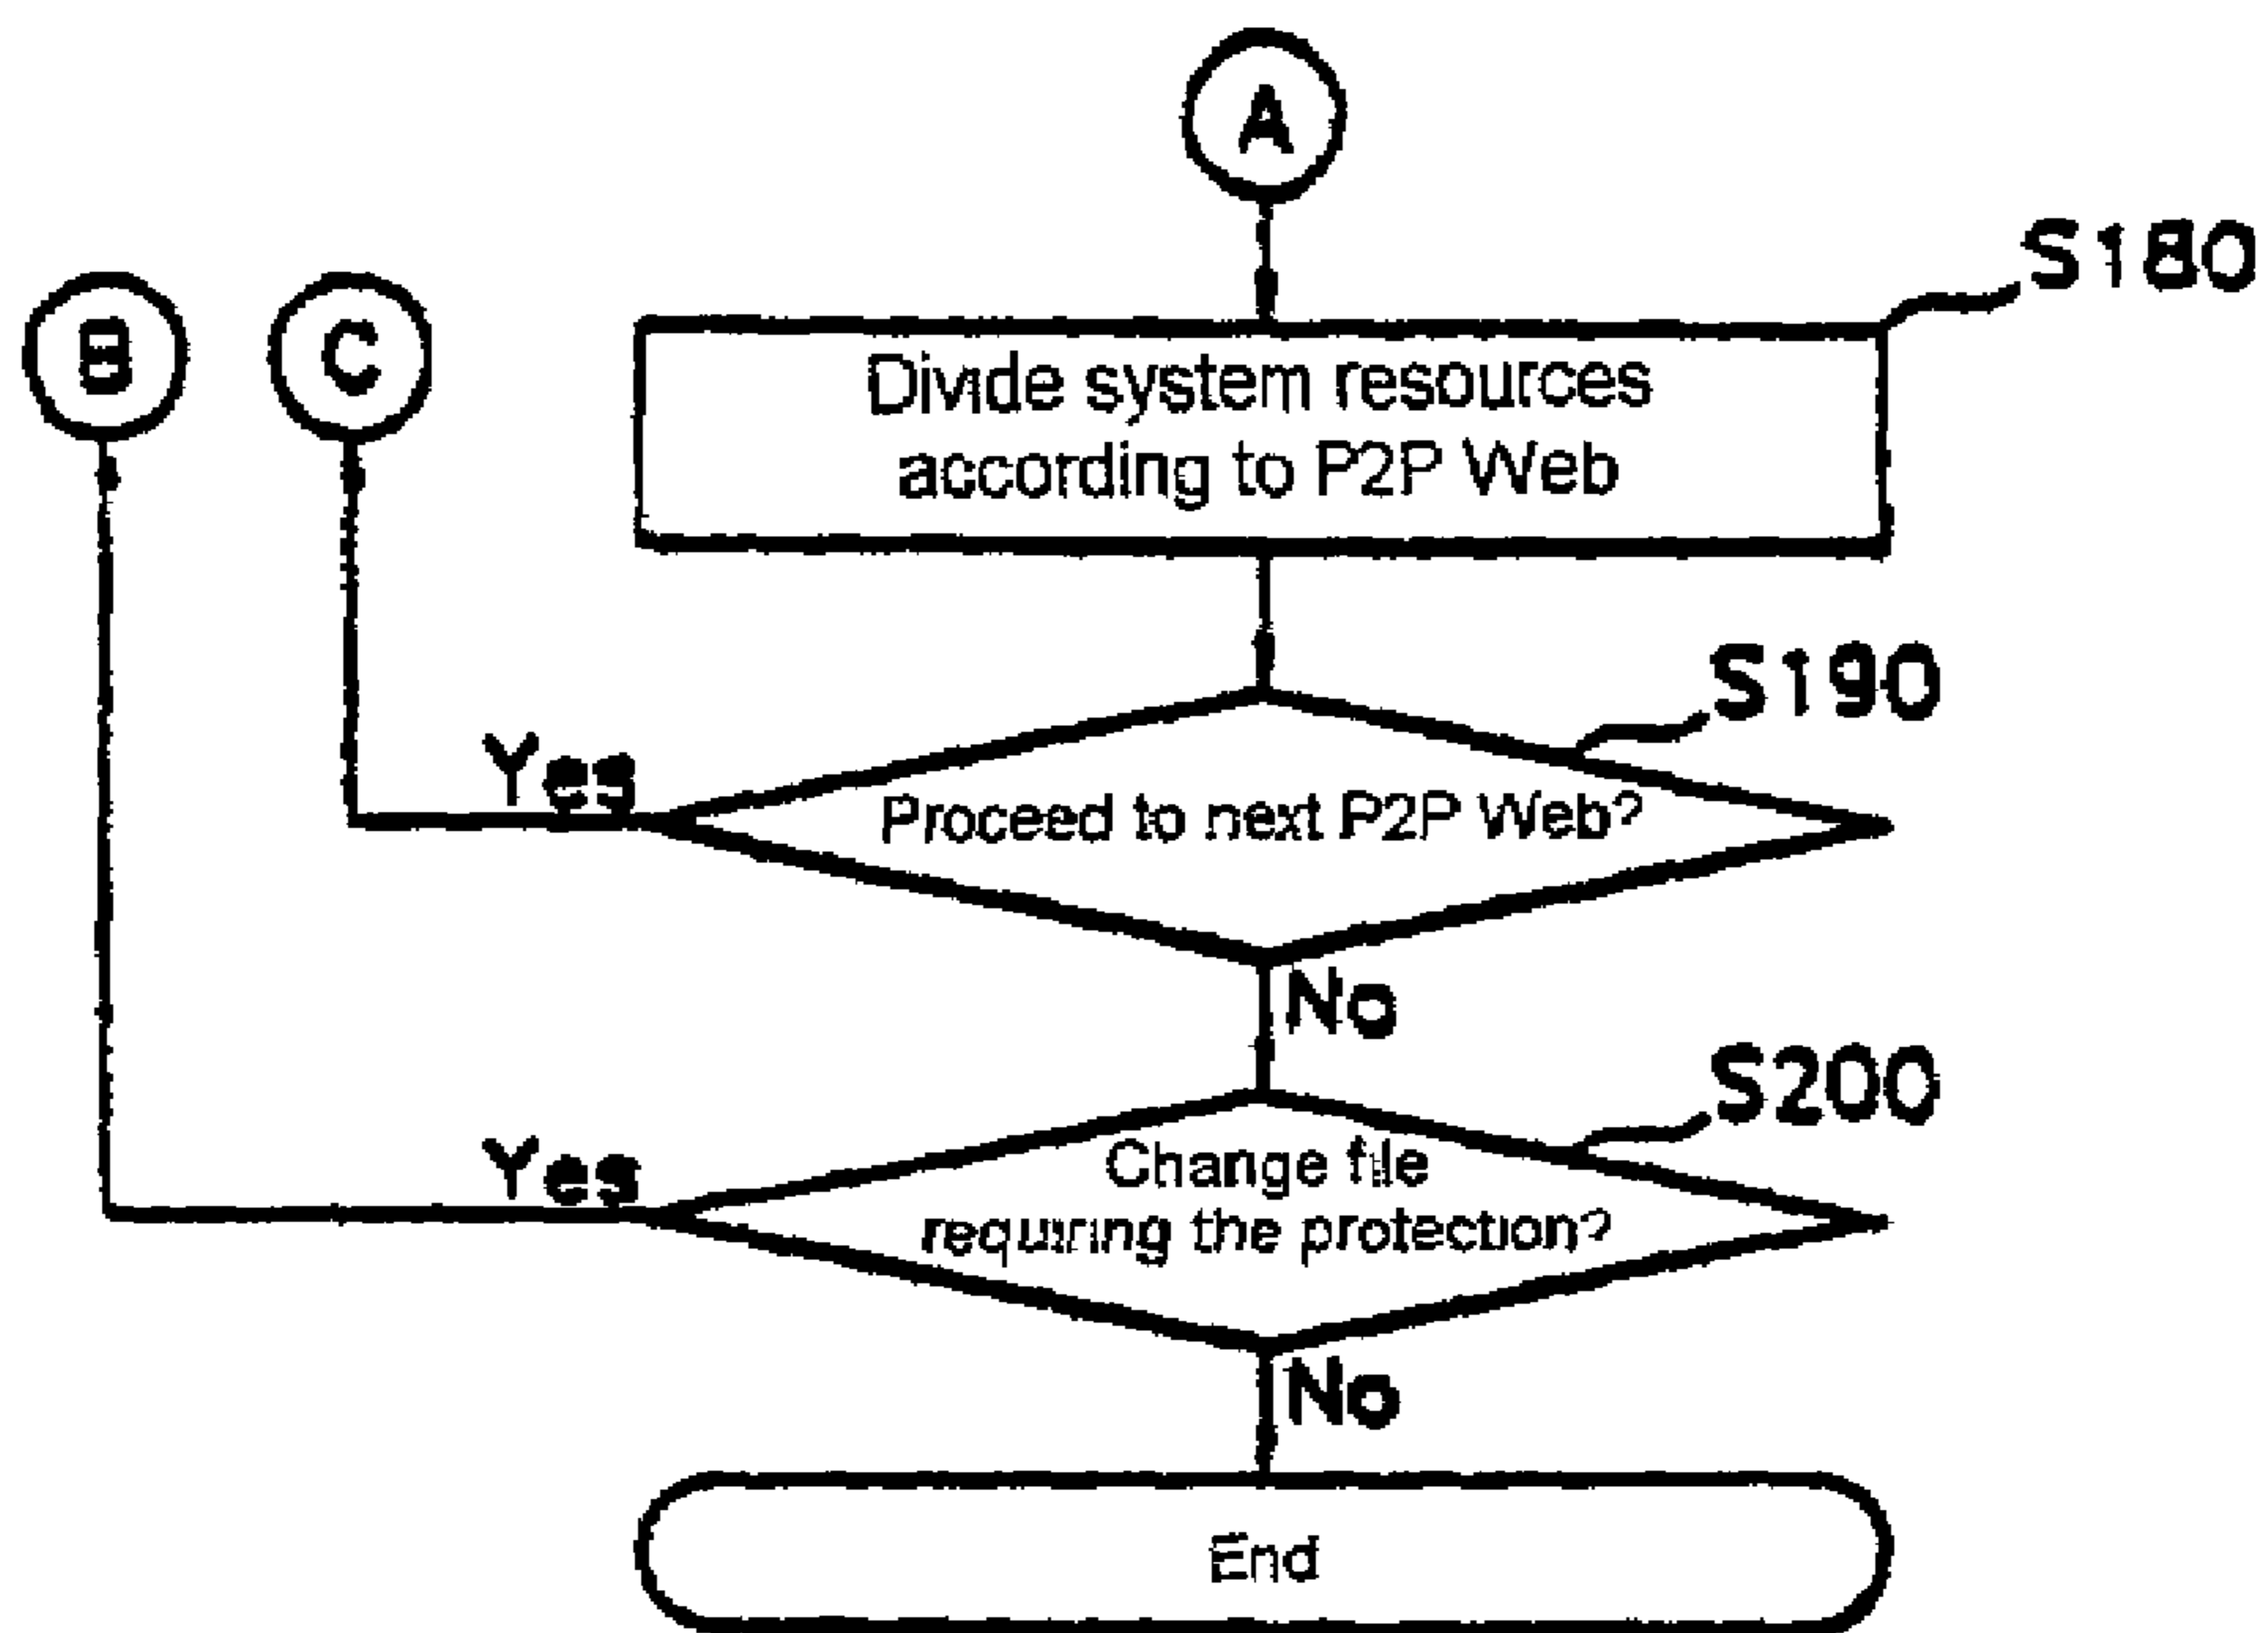 A
S180
B
C
Divide system resources
according to P2P Web
S190
Yes
Proceed to next P2P Web?
No
S200
Yes
Change file
requiring the protection?
No
End